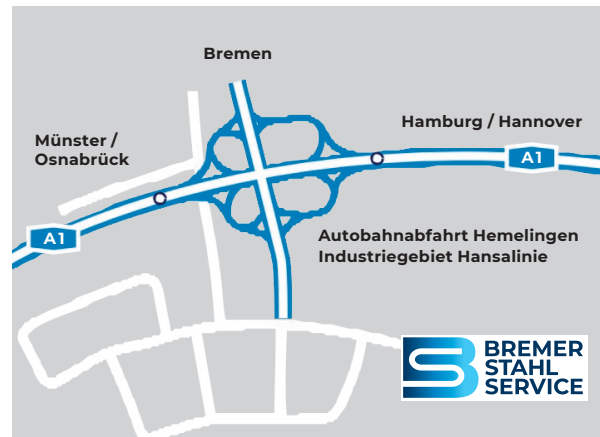 Bremen
Münster /
Osnabrück
Hamburg / Hannover
A1
A1
Autobahnabfahrt Hemelingen
Industriegebiet Hansalinie
BREMER
STAHL
SERVICE